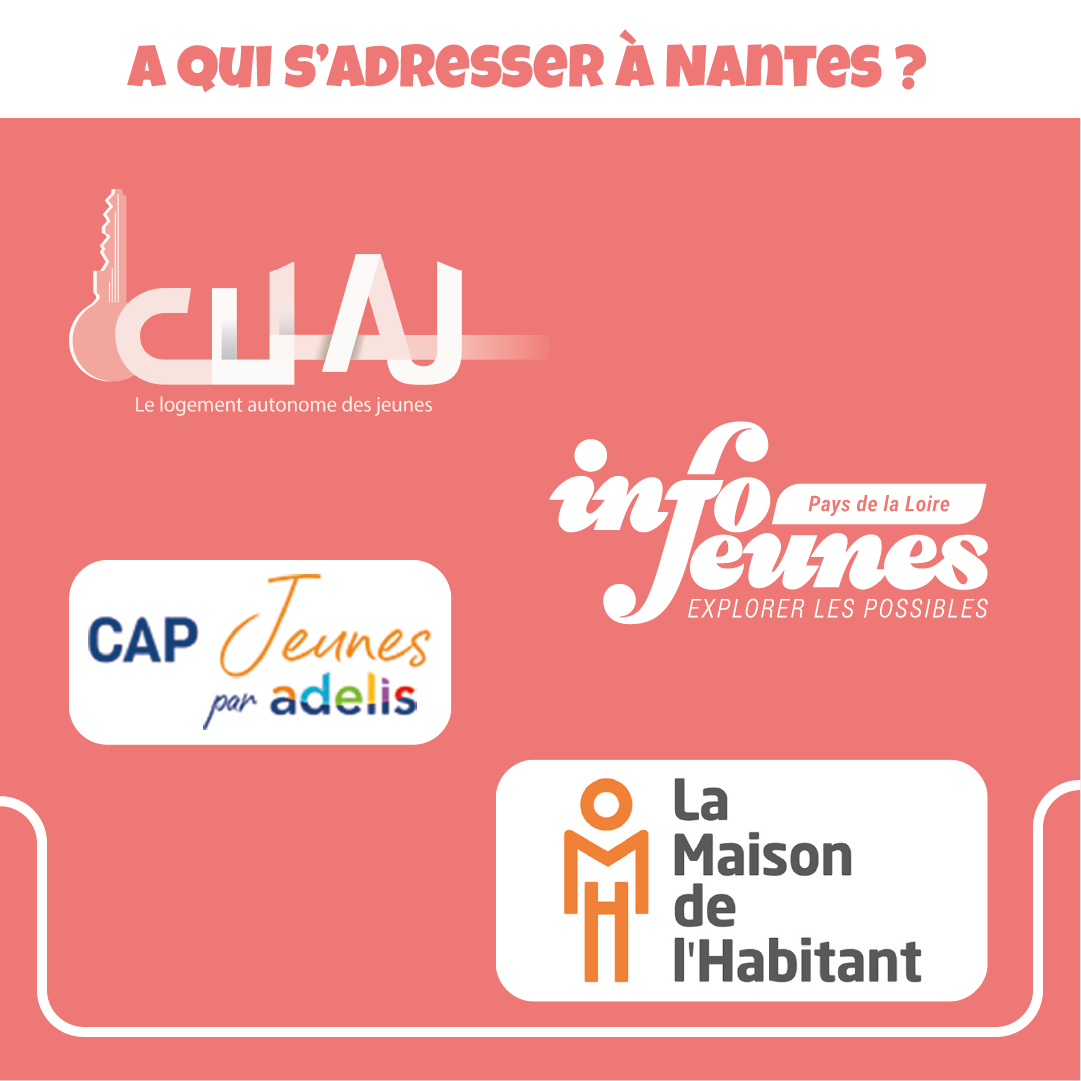 A QUI S'ADRESSER À NANTES ?
CLLAJ
Le logement autonome des jeunes
info
Jeunes
Pays de la Loire
EXPLORER LES POSSIBLES
CAP Jeunes
par adelis
La
Maison
de
l'Habitant